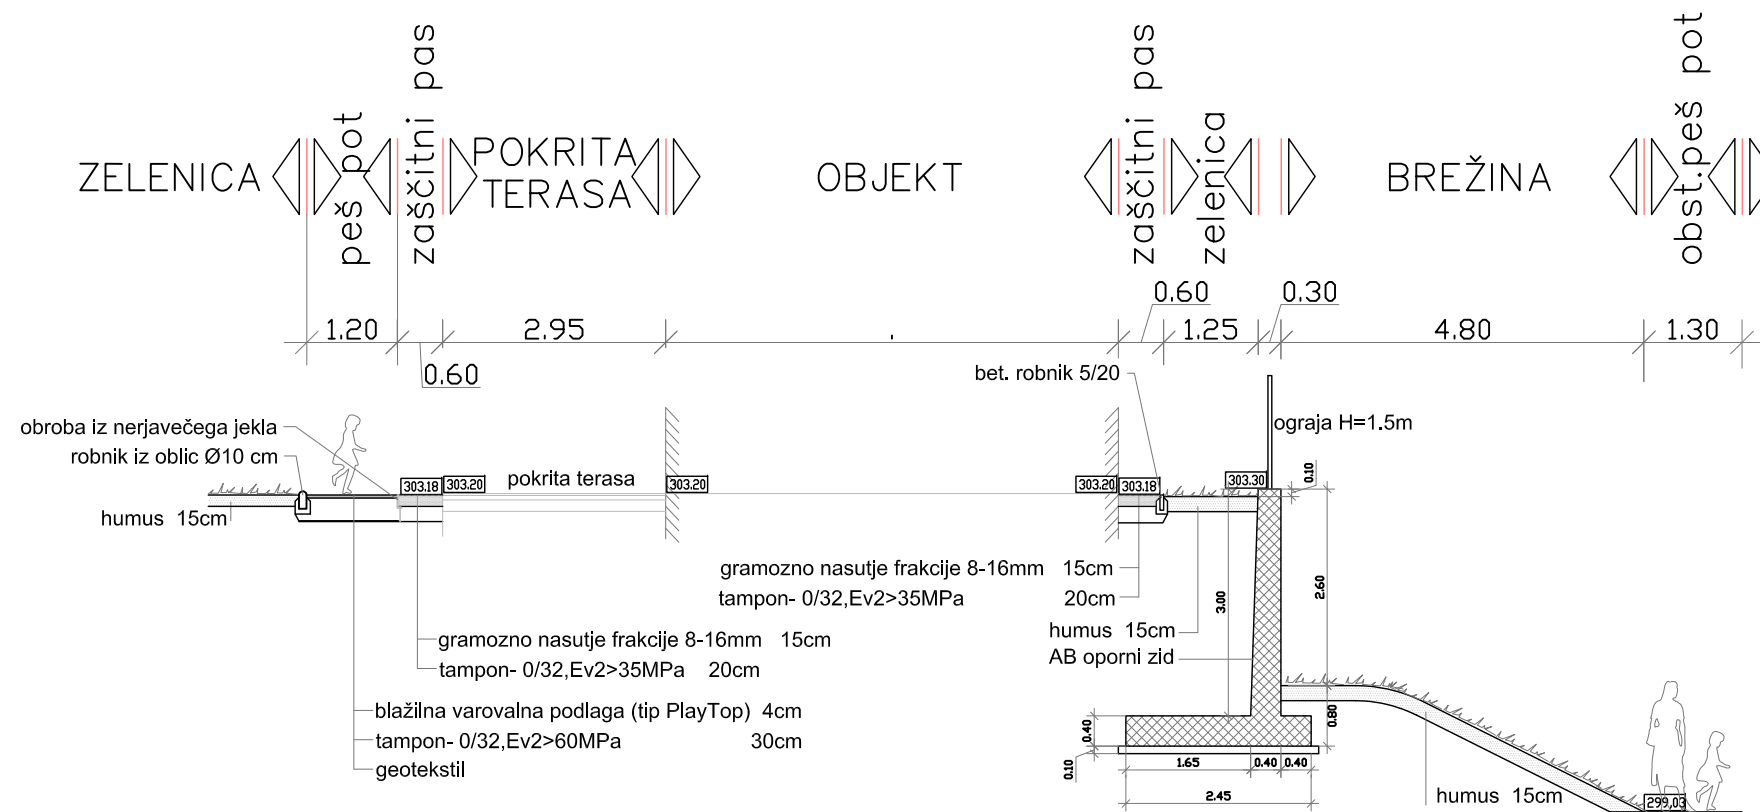 ZELENICA
peš pot
zaščitni pas
POKRITA
TERASA
OBJEKT
zaščitni pas
zelenica
BREŽINA
obst.peš pot
0.60
0.30
1.20
2.95
.
1.25
4.80
1.30
0.60
bet. robnik 5/20
obroba iz nerjavečega jekla
robnik iz oblic Ø10 cm
ograja H=1.5m
303.18
303.20
pokrita terasa
303.20
303.20
303.18
303.30
0.10
humus 15cm
gramozno nasutje frakcije 8-16mm 15cm
tampon- 0/32,Ev2>35MPa 20cm
3.00
2.60
humus 15cm
AB oporni zid
gramozno nasutje frakcije 8-16mm 15cm
tampon- 0/32,Ev2>35MPa 20cm
blažilna varovalna podlaga (tip PlayTop) 4cm
tampon- 0/32,Ev2>60MPa 30cm
geotekstil
0.40
0.10
0.80
1.65
0.40
0.40
2.45
humus 15cm
299,03